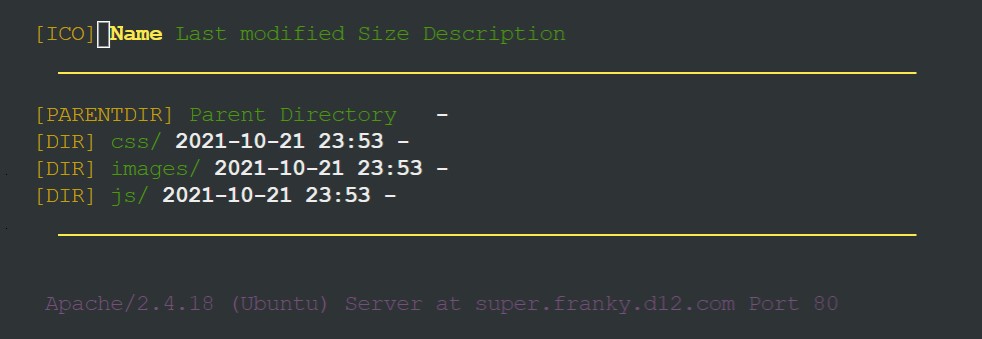 [ICO] Name Last modified Size Description
[PARENTDIR] Parent Directory -
[DIR] css/ 2021-10-21 23:53 -
[DIR] images/ 2021-10-21 23:53 -
[DIR] js/ 2021-10-21 23:53 -
Apache/2.4.18 (Ubuntu) Server at super.franky.d12.com Port 80